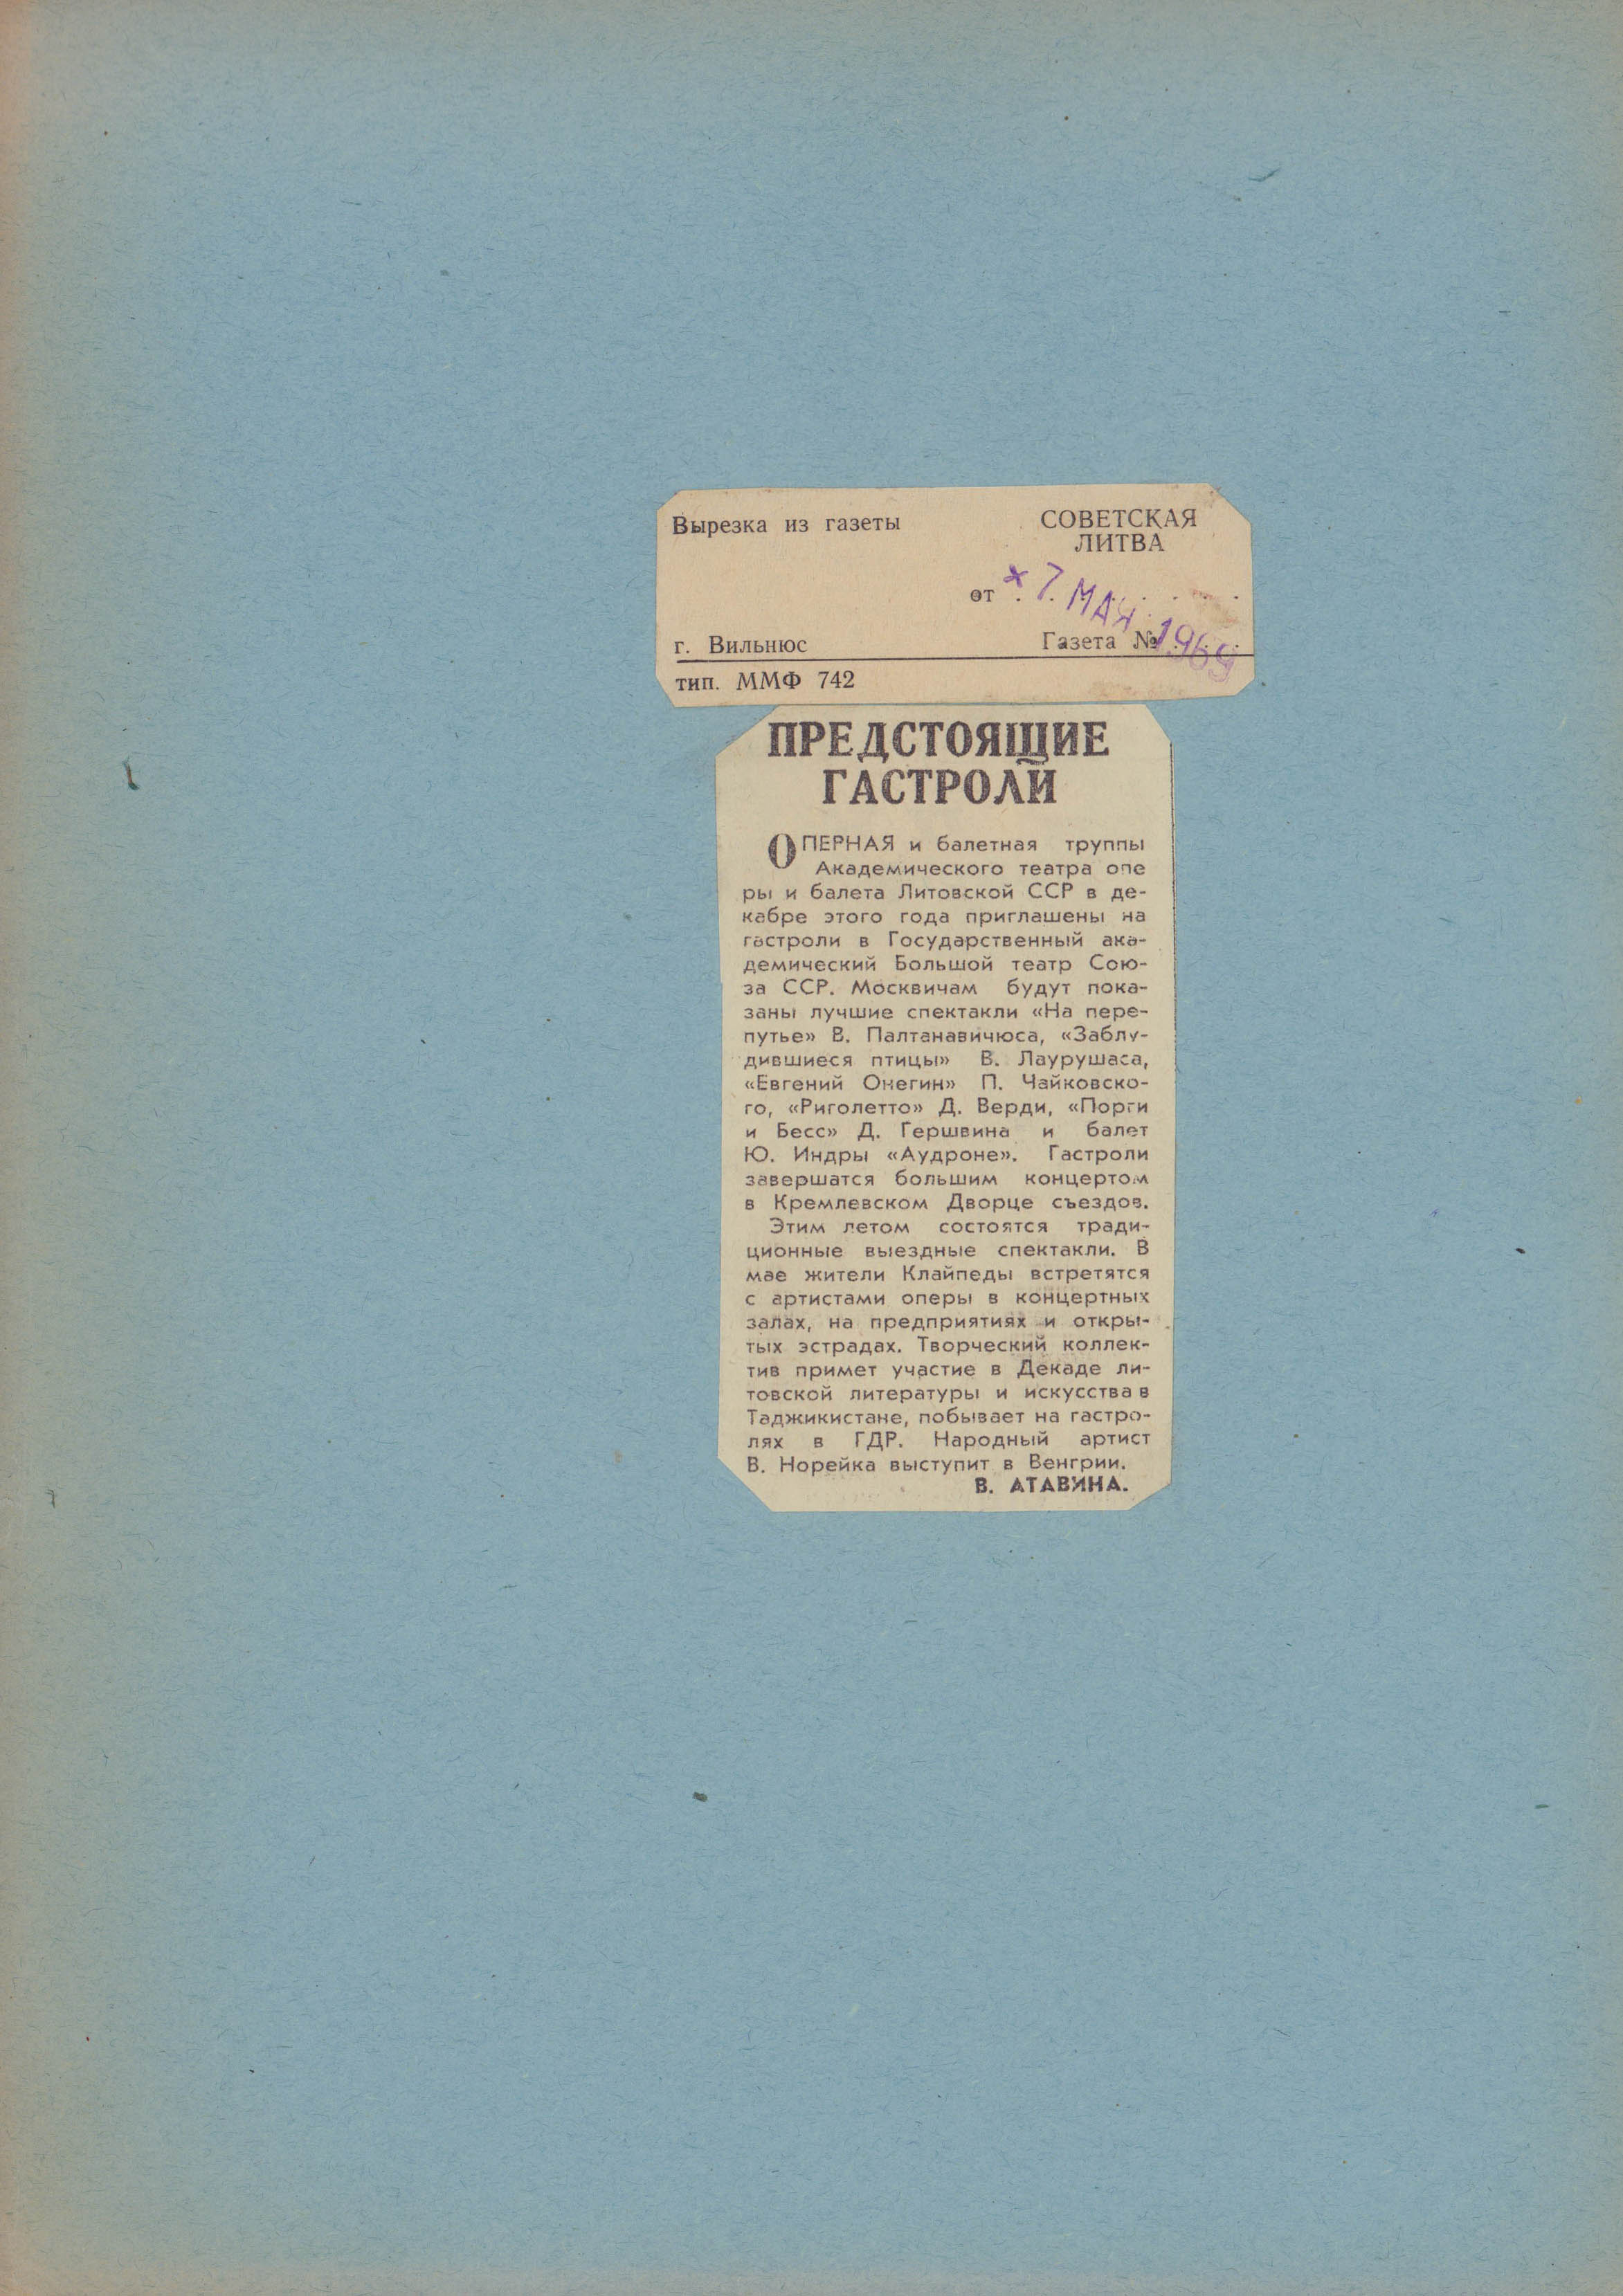 Вырезка из газеты
СОВЕТСКАЯ
ЛИТВА
от
* 7. МАЯ 1969
г. Вильнюс
Газета №
тип. ММФ 742
ПРЕДСТОЯЩИЕ
ГАСТРОЛИ
ОПЕРНАЯ и балетная труппы
Академического театра опе
ры и балета Литовской ССР в де-
кабре этого года приглашены на
гастроли в Государственный ака-
демический Большой театр Сою-
за ССР. Москвичам будут пока-
заны лучшие спектакли «На пере-
путье» В. Палтанавичюса, «Заблу-
дившиеся птицы» В. Лаурушаса,
«Евгений Онегин» П. Чайковско-
го, «Риголетто» Д. Верди, «Порги
и Бесс» Д. Гершвина и балет
Ю. Индры «Аудроне». Гастроли
завершатся большим концертом
в Кремлевском Дворце съездов.
Этим летом состоятся тради-
ционные выездные спектакли. В
мае жители Клайпеды встретятся
с артистами оперы в концертных
залах, на предприятиях и откры-
тых эстрадах. Творческий коллек-
тив примет участие в Декаде ли-
товской литературы и искусства в
Таджикистане, побывает на гастро-
лях в ГДР. Народный артист
В. Норейка выступит в Венгрии.
В. АТАВИНА.